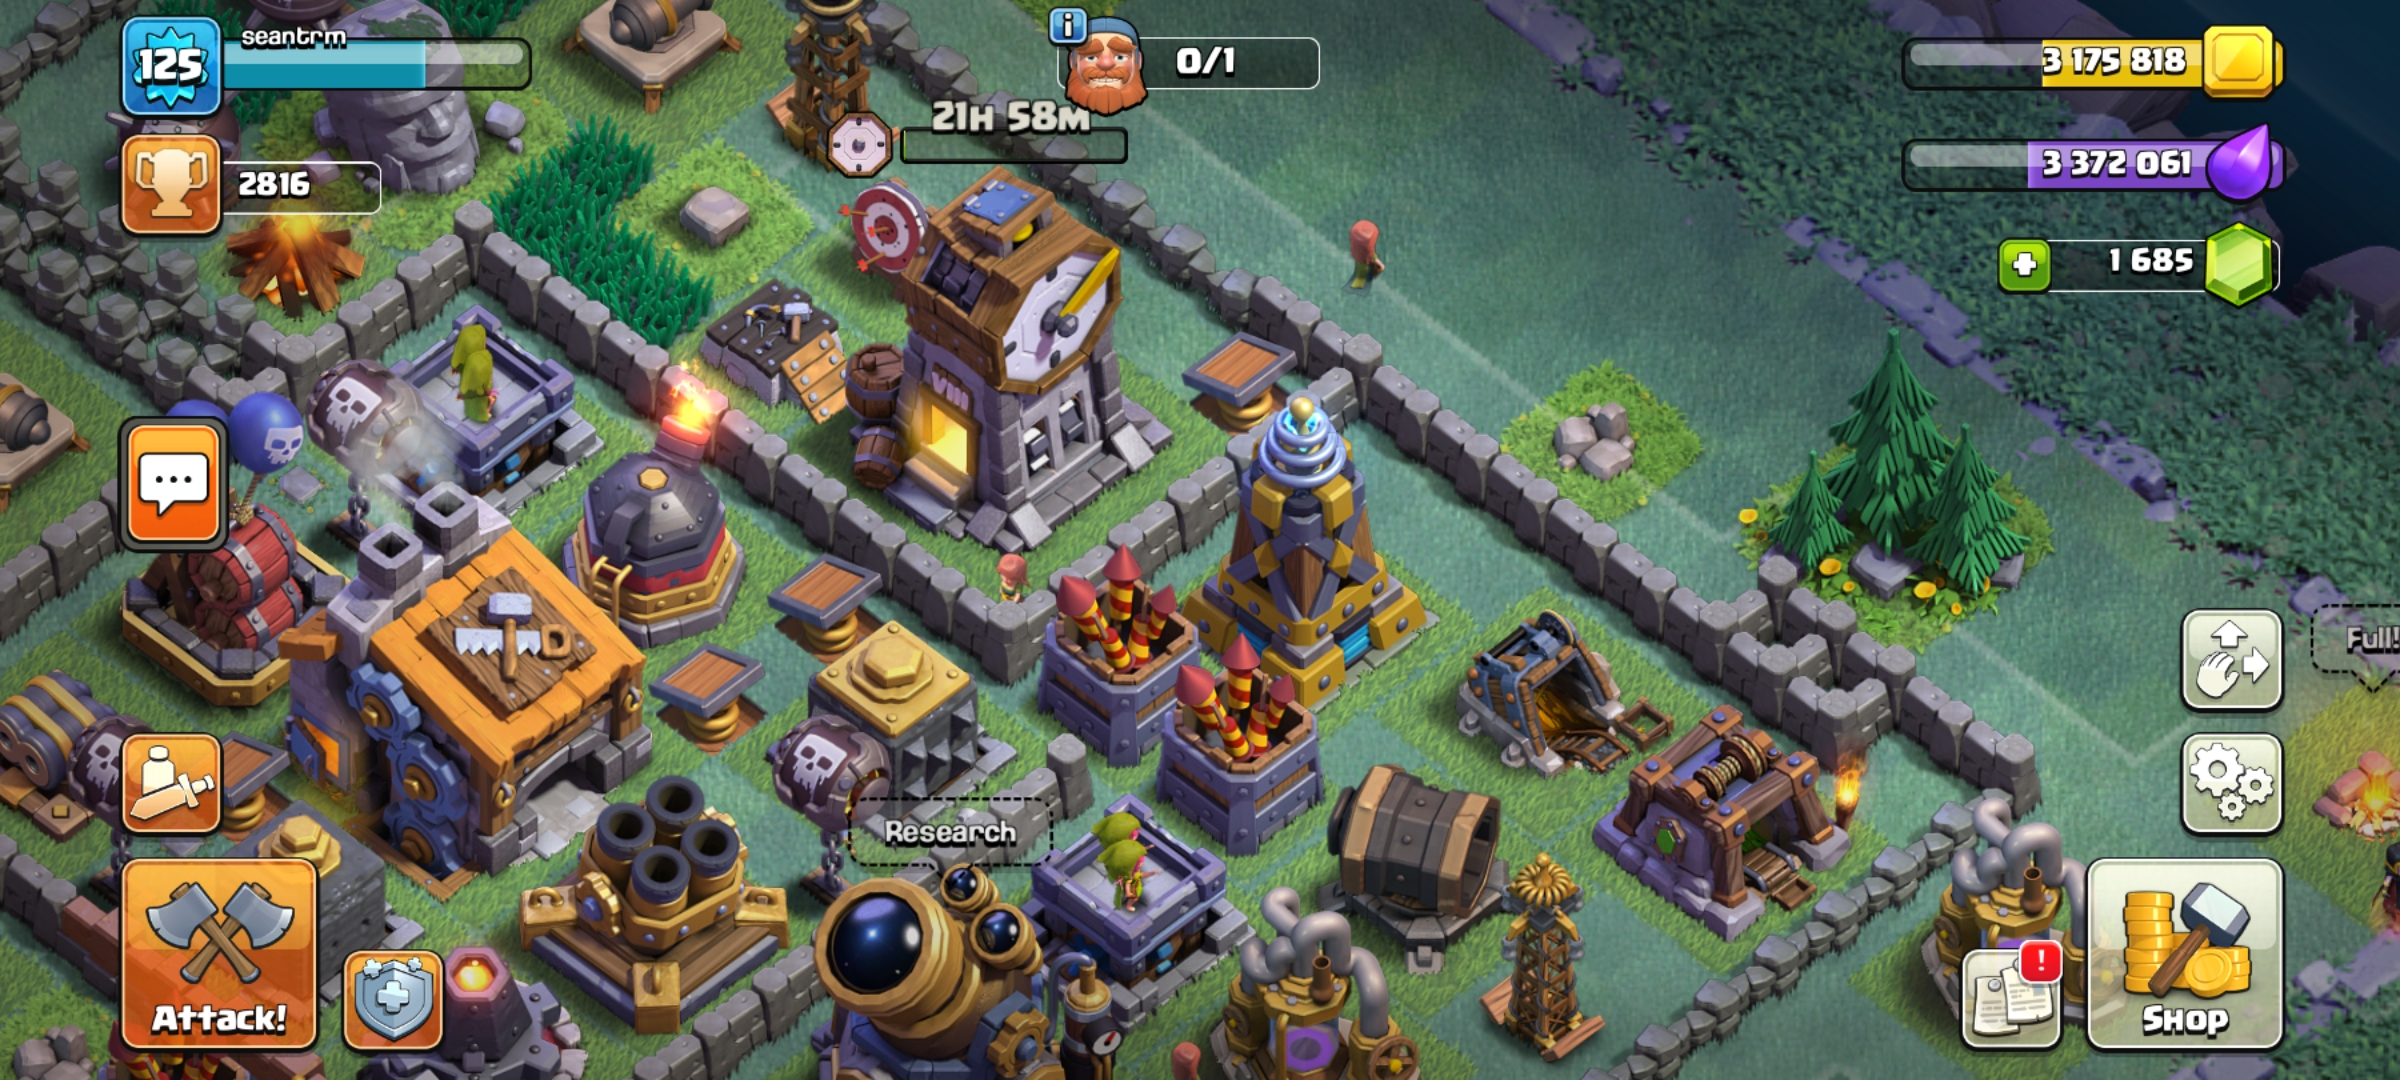 125
seantrm
0/1
21H 58M
3 175 818
2816
3 372 061
1 685
VIII
Full!
Research
Attack!
Shop